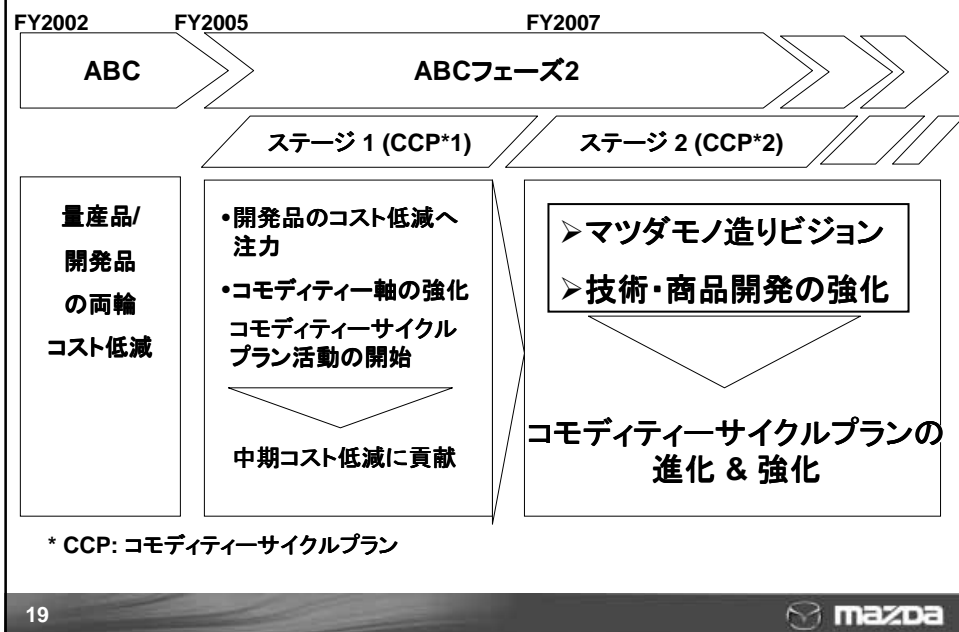 FY2002 FY2005 FY2007
ABC ABCフェーズ2
ステージ 1 (CCP*1) ステージ 2 (CCP*2)
量産品/
開発品
の両輪
コスト低減
•開発品のコスト低減へ
注力
•コモディティー軸の強化
コモディティーサイクル
プラン活動の開始
中期コスト低減に貢献
➢マツダモノ造りビジョン
➢技術・商品開発の強化
コモディティーサイクルプランの
進化 & 強化
* CCP: コモディティーサイクルプラン
19 mazda